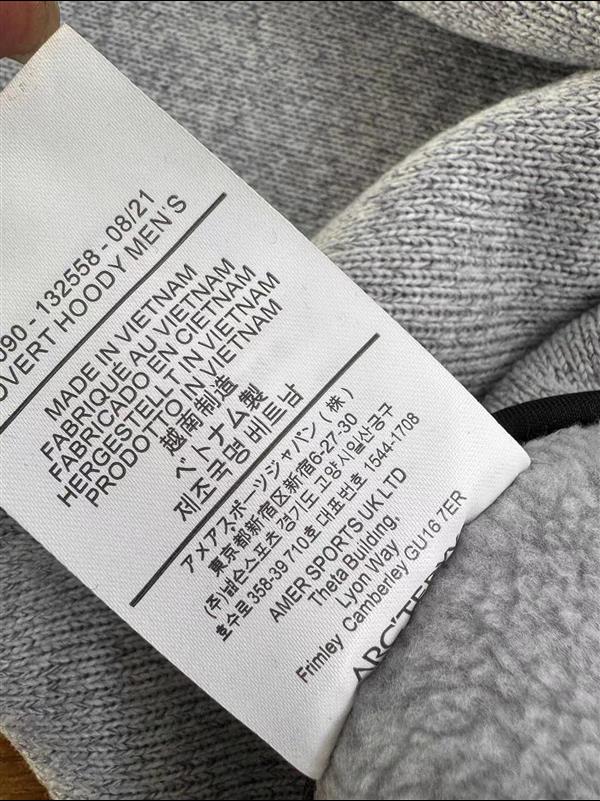 090 - 132558 - 08/21
OVERT HOODY MEN'S
MADE IN VIETNAM
FABRIQUÉ AU VIETNAM
FABRICADO EN CIETNAM
HERGESTELLT IN VIETNAM
PRODOTTO IN VIETNAM
越南制造
ベトナム製
제조국명 베트남
アメアスポーツジャパン(株)
東京都新宿区新宿6-27-30
(주)넬슨스포츠 경기도 고양시일산동구
호수로 358-39 710호 대표번호 1544-1708
AMER SPORTS UK LTD
Theta Building,
Lyon Way
Frimley Camberley GU16 7ER
ARC'TERY